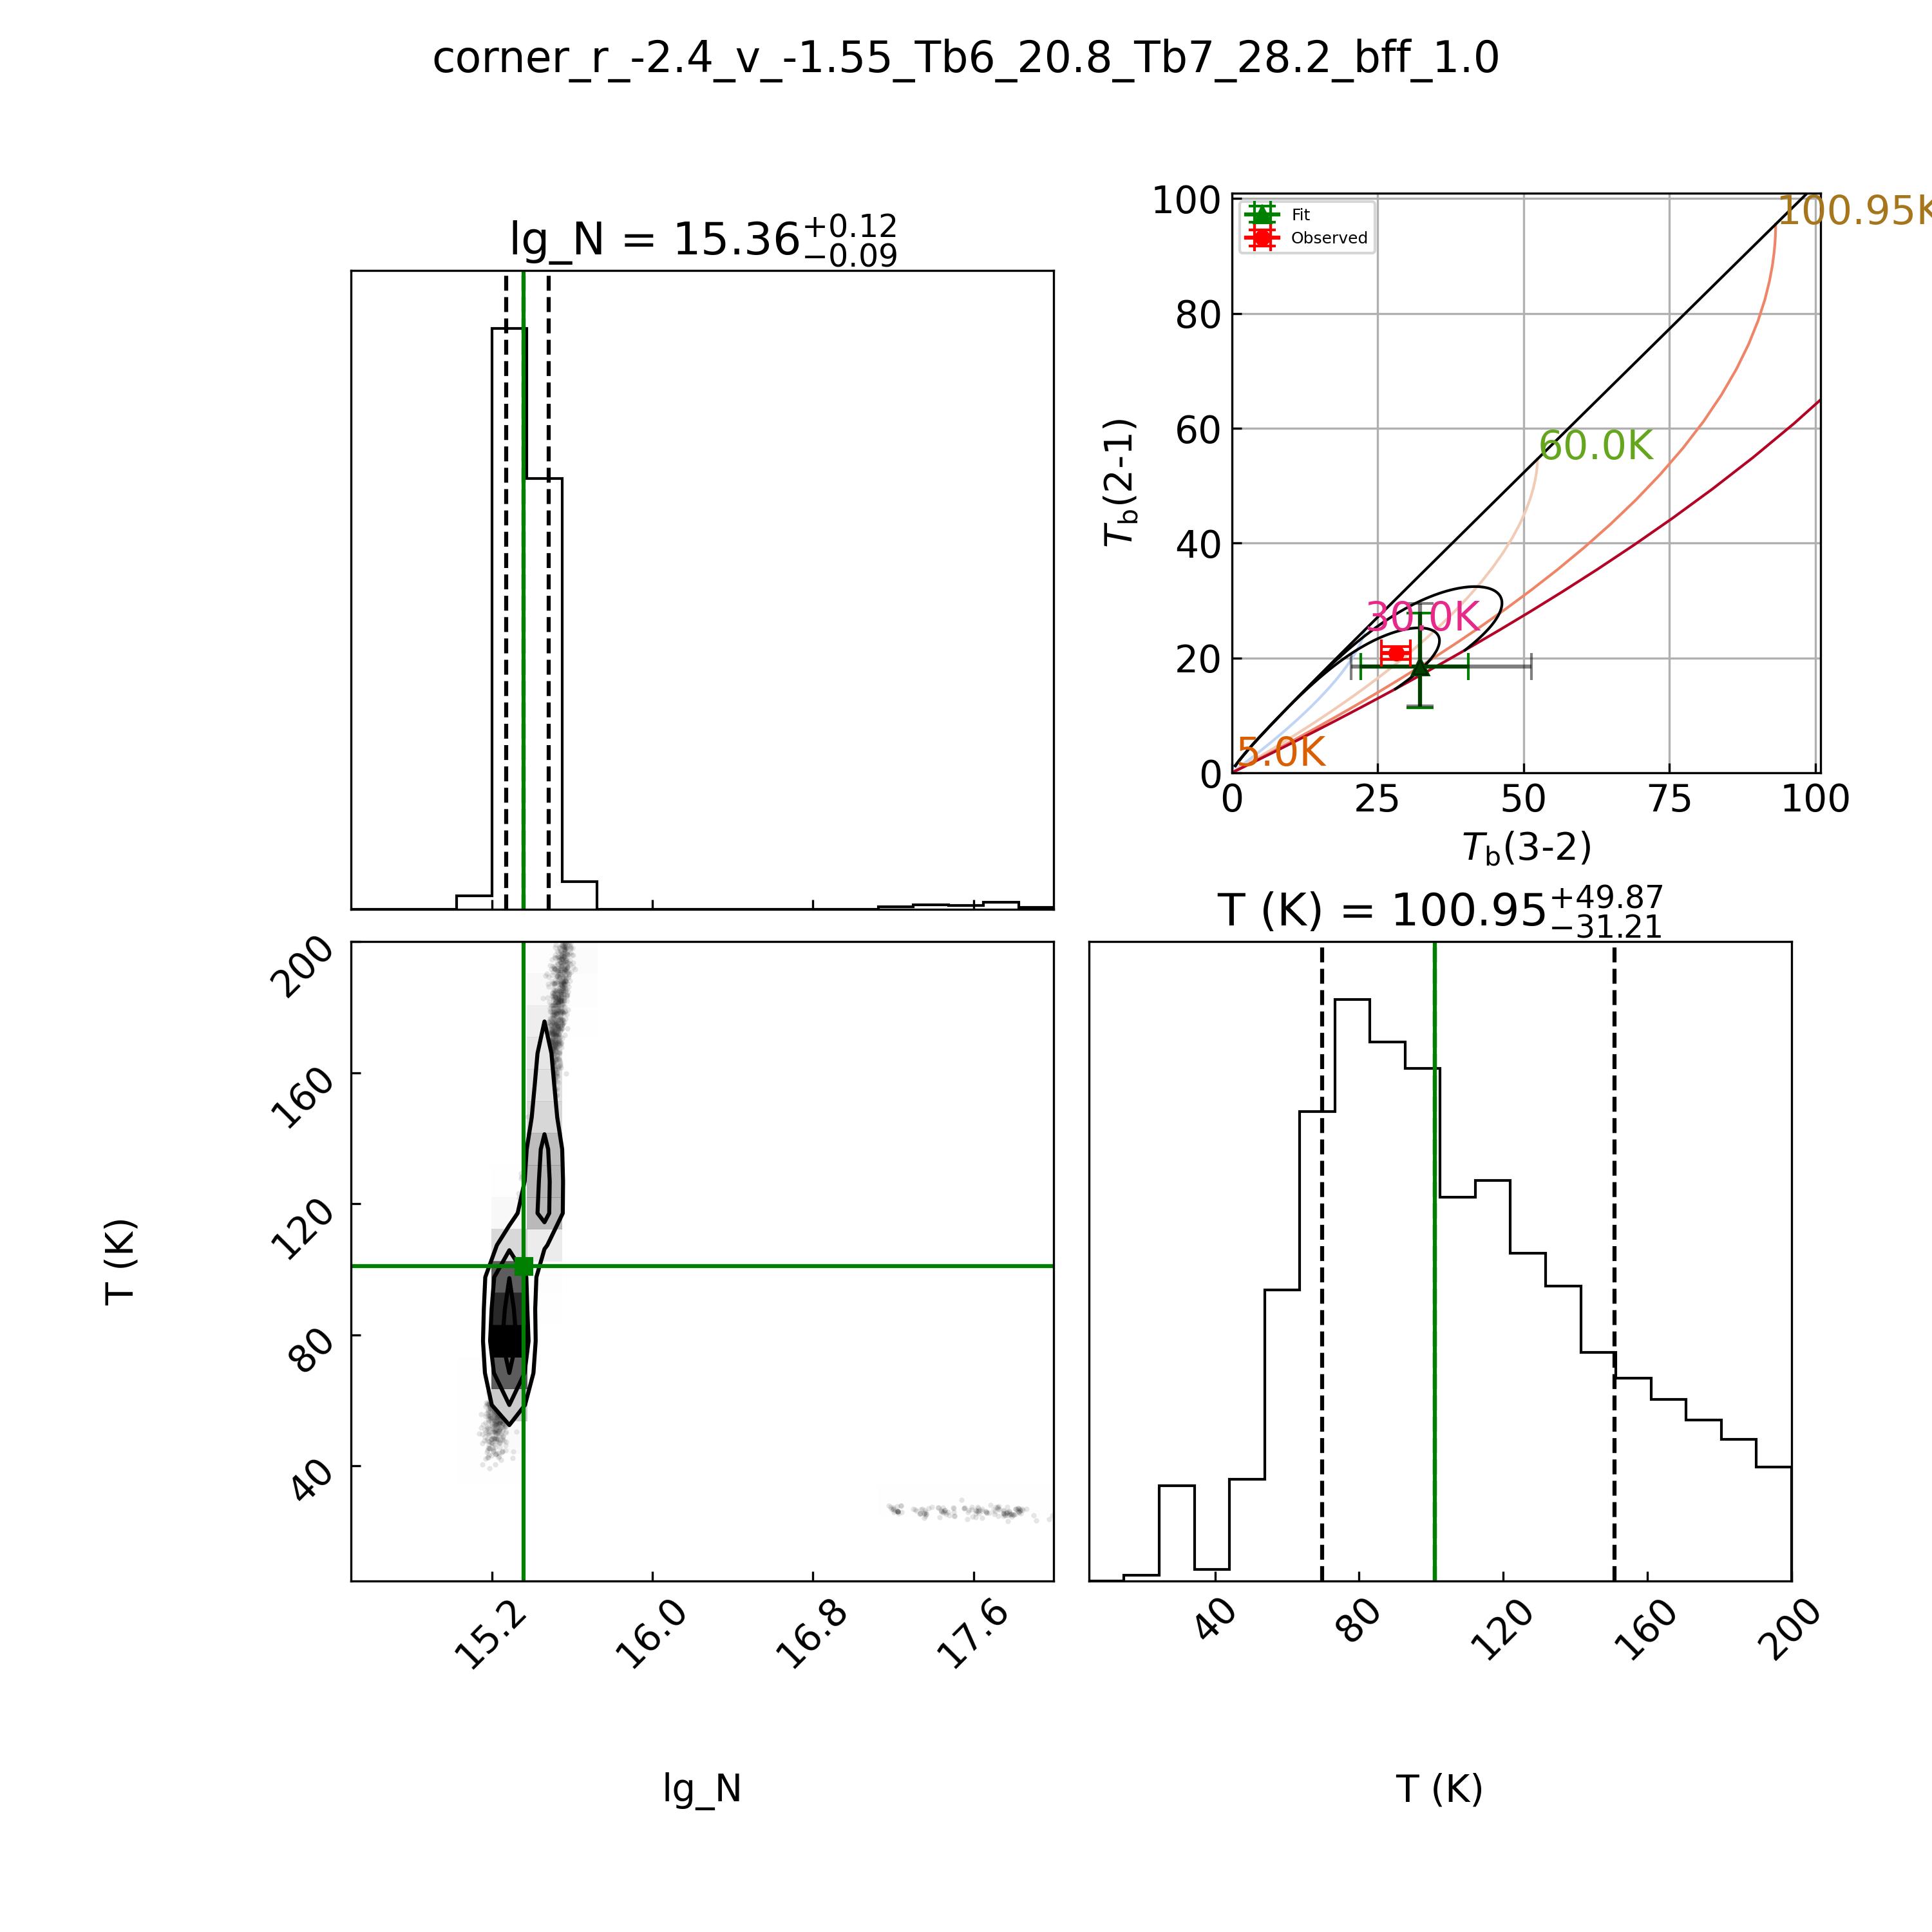 corner_r_-2.4_v_-1.55_Tb6_20.8_Tb7_28.2_bff_1.0
lg_N = 15.36+0.12 −0.09
100
80
60
40
20
0
Tb(2-1)
Fit
Observed
100.95K
60.0K
30.0K
5.0K
0 25 50 75 100
Tb(3-2)
T (K) = 100.95+49.87 −31.21
200
160
120
80
40
T (K)
15.2 16.0 16.8 17.6
lg_N
40 80 120 160 200
T (K)